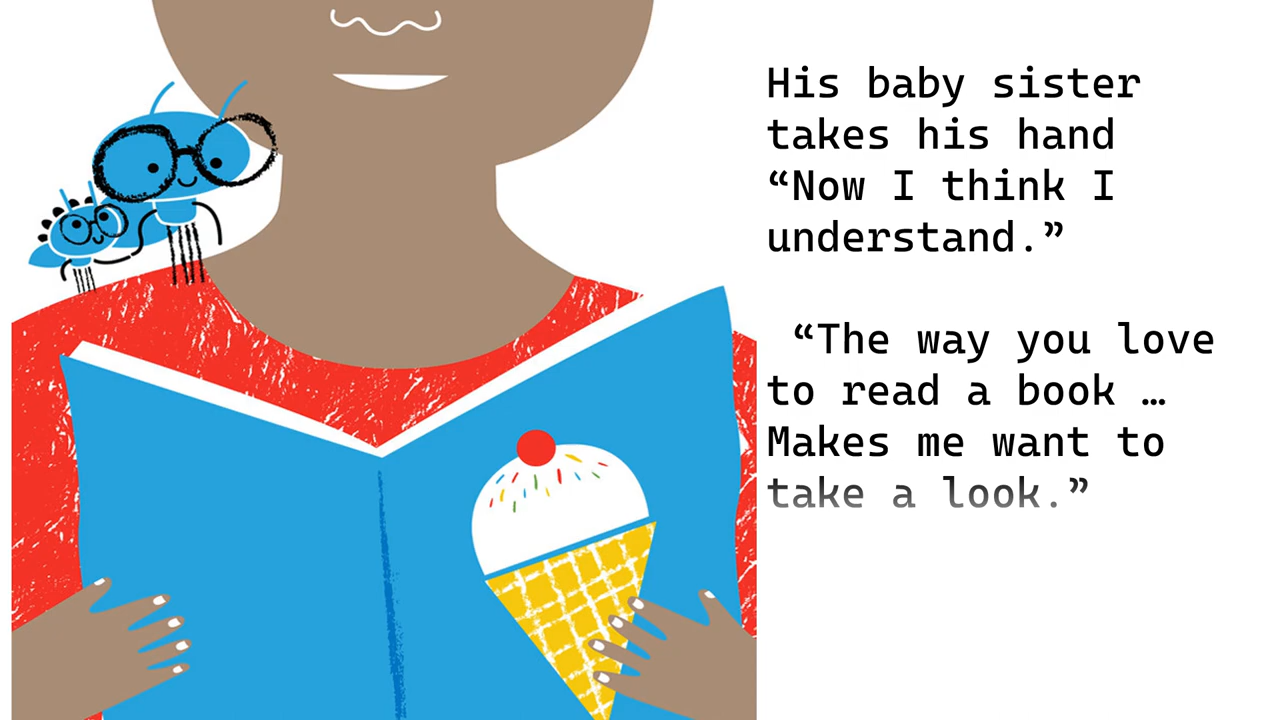 His baby sister
takes his hand
“Now I think I
understand.”
“The way you love
to read a book …
Makes me want to
take a look.”